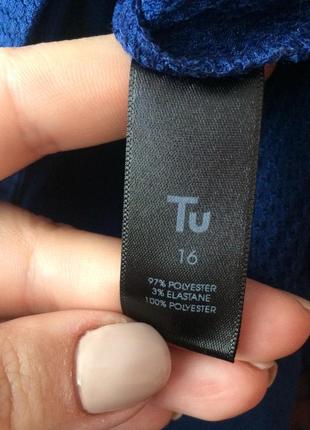 Tu
16
97% POLYESTER
3% ELASTANE
100% POLYESTER